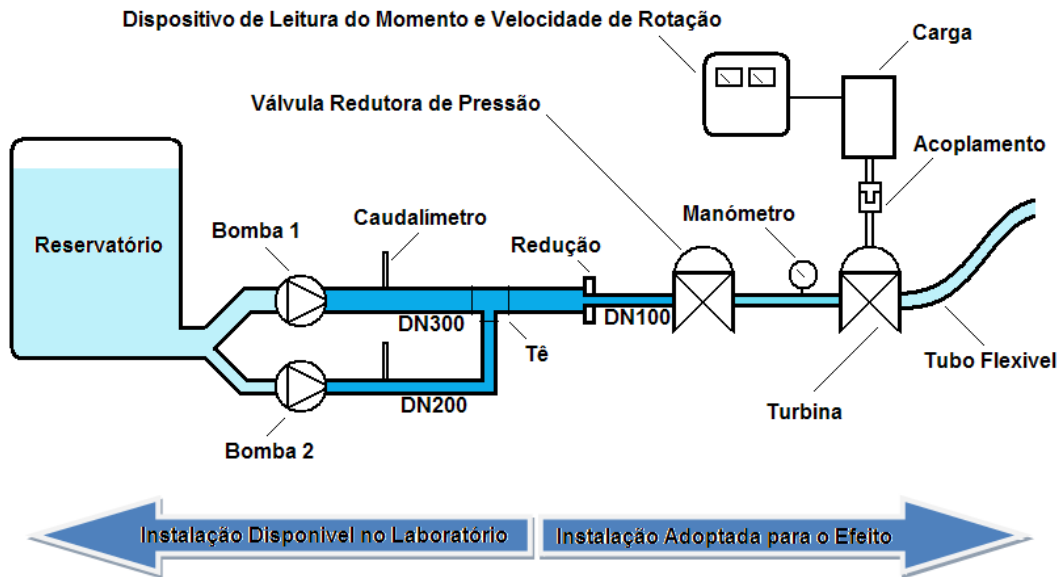 Dispositivo de Leitura do Momento e Velocidade de Rotação
Carga
Válvula Redutora de Pressão
Acoplamento
Reservatório
Bomba 1
Caudalímetro
Redução
Manómetro
DN300
DN100
Tê
Tubo Flexivel
DN200
Turbina
Bomba 2
Instalação Disponivel no Laboratório
Instalação Adoptada para o Efeito